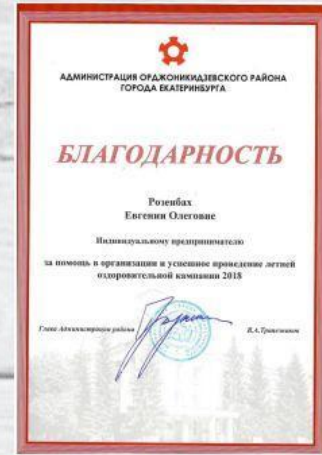 АДМИНИСТРАЦИЯ ОРДЖОНИКИДЗЕВСКОГО РАЙОНА
ГОРОДА ЕКАТЕРИНБУРГА
БЛАГОДАРНОСТЬ
Розенбах
Евгении Олеговне
Индивидуальному предпринимателю
за помощь в организации и успешное проведение летней
оздоровительной кампании 2018
Глава Администрации района